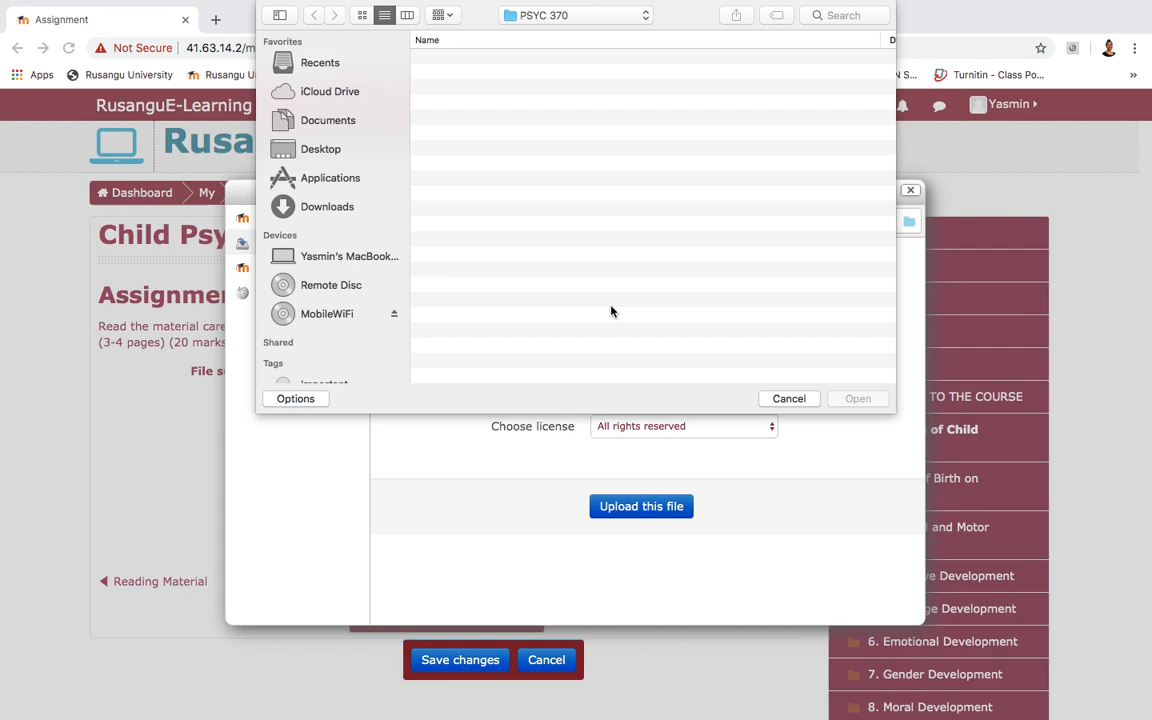 Assignment
PSYC 370
Search
Not Secure
41.63.14.2/m
Apps
Rusangu University
Rusangu U
N S...
Turnitin - Class Po...
»
Favorites
Name
D
Recents
iCloud Drive
Documents
Desktop
Applications
Downloads
Devices
Yasmin's MacBook...
Remote Disc
MobileWiFi
Shared
Tags
Important
Options
Cancel
Open
RusanguE-Learning
Yasmin
Rusa
Dashboard
My
Child Psy
Assignme
Read the material care
(3-4 pages) (20 marks
File s
TO THE COURSE
of Child
f Birth on
and Motor
ve Development
ge Development
6. Emotional Development
7. Gender Development
8. Moral Development
Choose license
All rights reserved
Upload this file
Reading Material
Save changes
Cancel